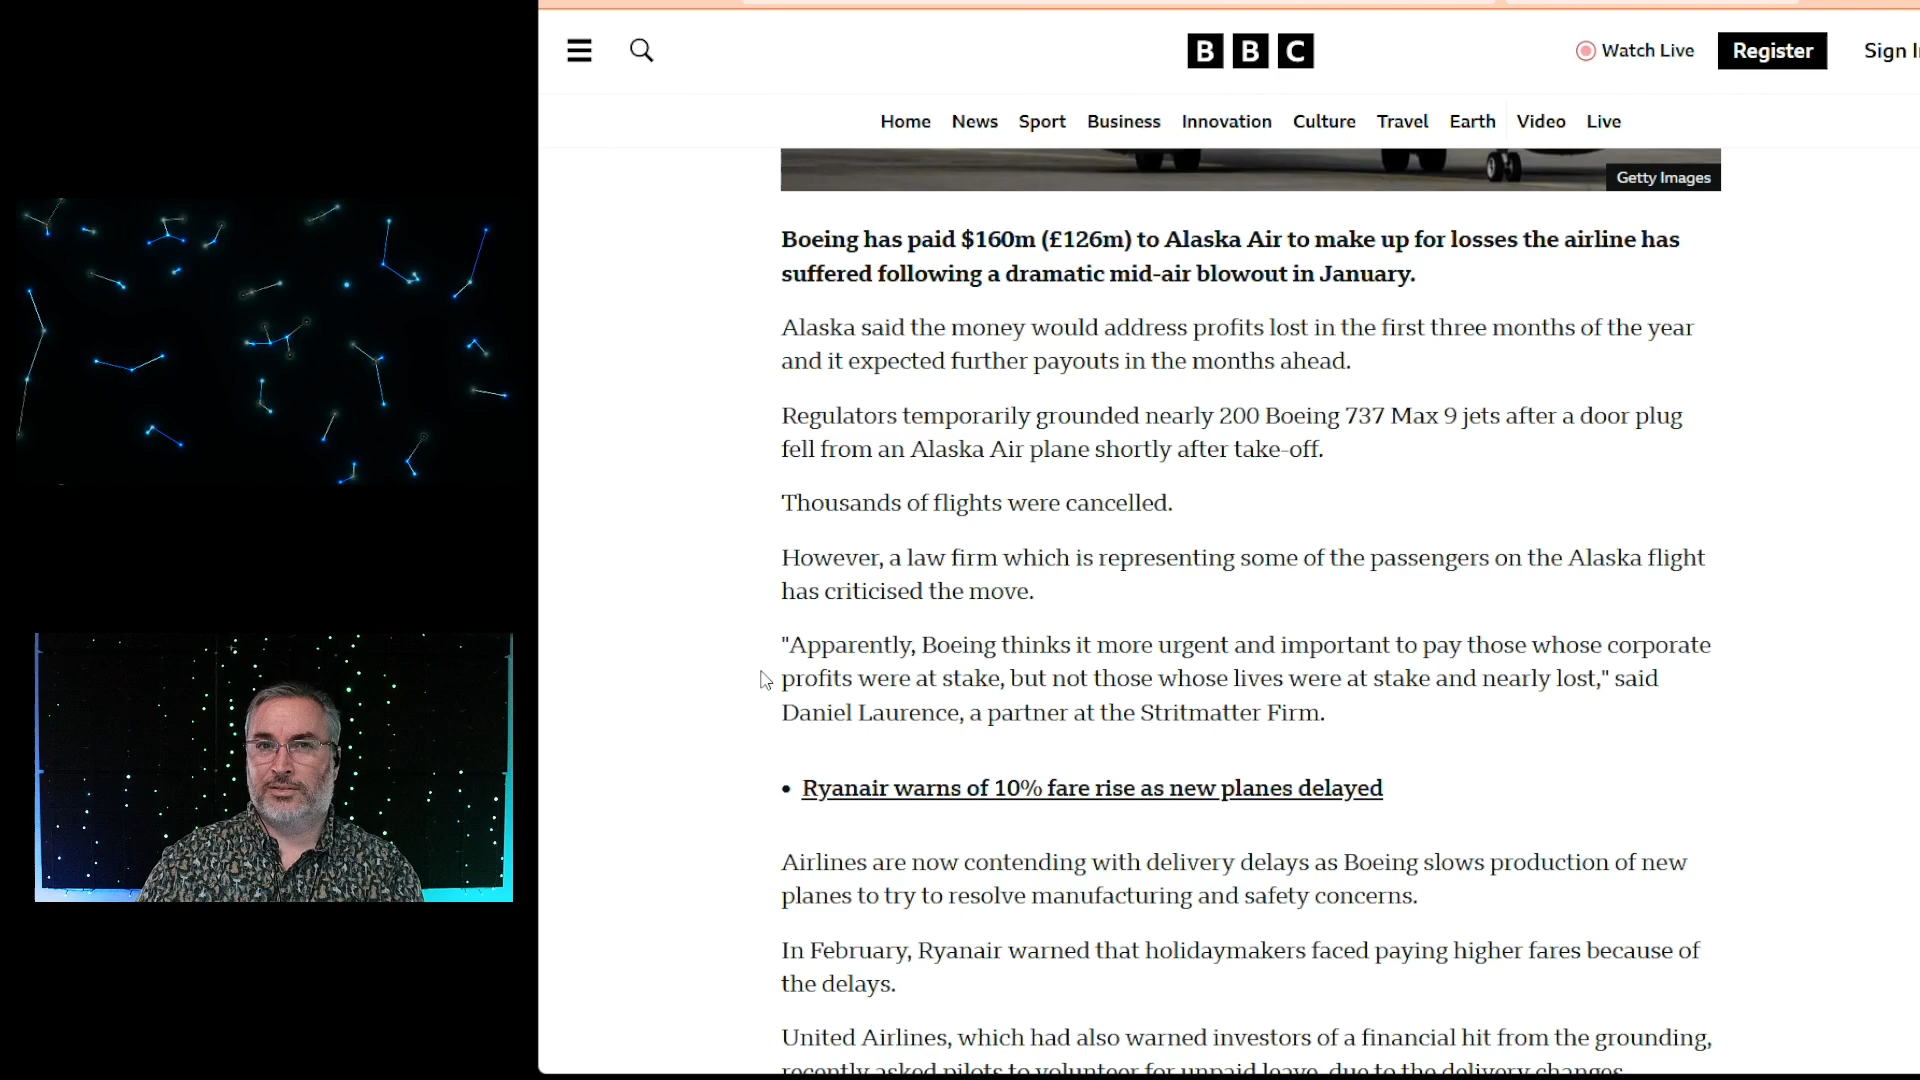 BBC
Watch Live
Register
Sign I
Home News Sport Business Innovation Culture Travel Earth Video Live
Getty Images
Boeing has paid $160m (£126m) to Alaska Air to make up for losses the airline has
suffered following a dramatic mid-air blowout in January.
Alaska said the money would address profits lost in the first three months of the year
and it expected further payouts in the months ahead.
Regulators temporarily grounded nearly 200 Boeing 737 Max 9 jets after a door plug
fell from an Alaska Air plane shortly after take-off.
Thousands of flights were cancelled.
However, a law firm which is representing some of the passengers on the Alaska flight
has criticised the move.
"Apparently, Boeing thinks it more urgent and important to pay those whose corporate
profits were at stake, but not those whose lives were at stake and nearly lost," said
Daniel Laurence, a partner at the Stritmatter Firm.
• Ryanair warns of 10% fare rise as new planes delayed
Airlines are now contending with delivery delays as Boeing slows production of new
planes to try to resolve manufacturing and safety concerns.
In February, Ryanair warned that holidaymakers faced paying higher fares because of
the delays.
United Airlines, which had also warned investors of a financial hit from the grounding,
recently asked pilots to volunteer for unpaid leave, due to the delivery changes